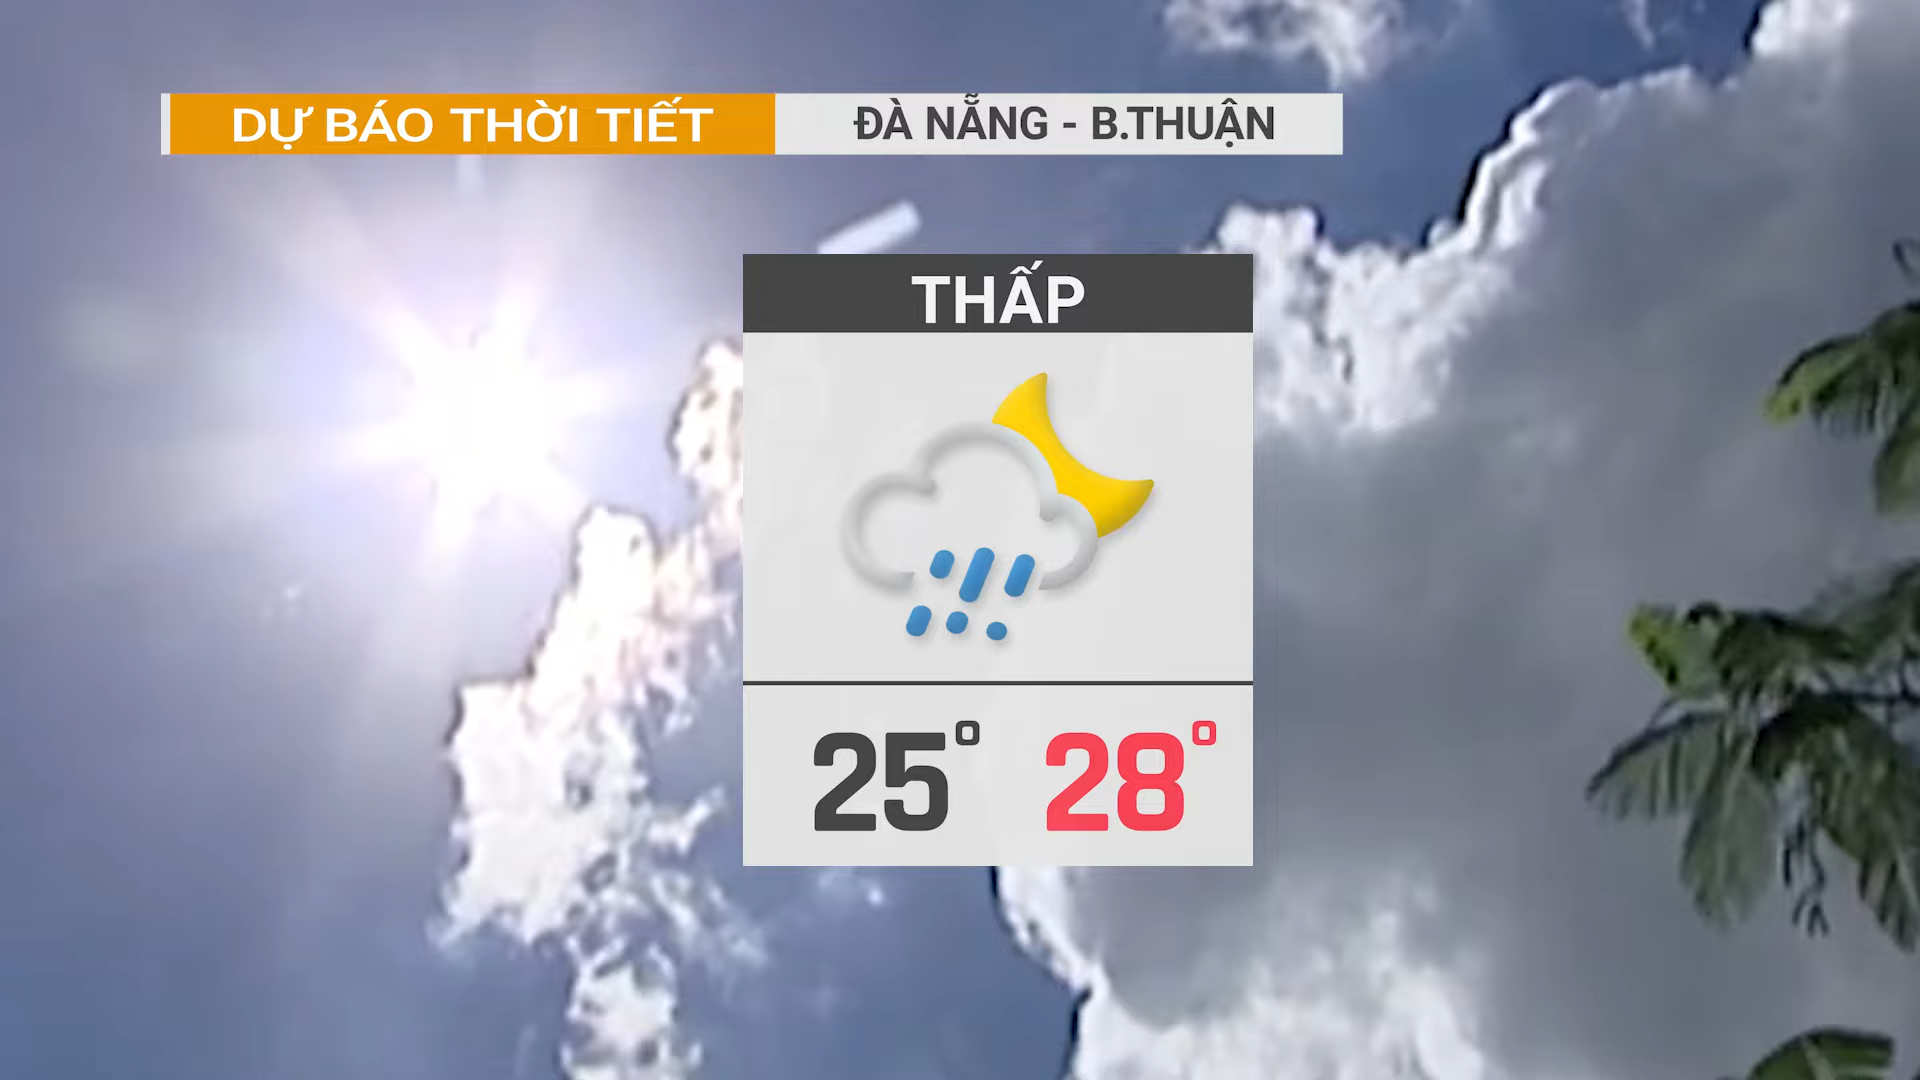 DỰ BÁO THỜI TIẾT
ĐÀ NẴNG - B.THUẬN
THẤP
25° 28°